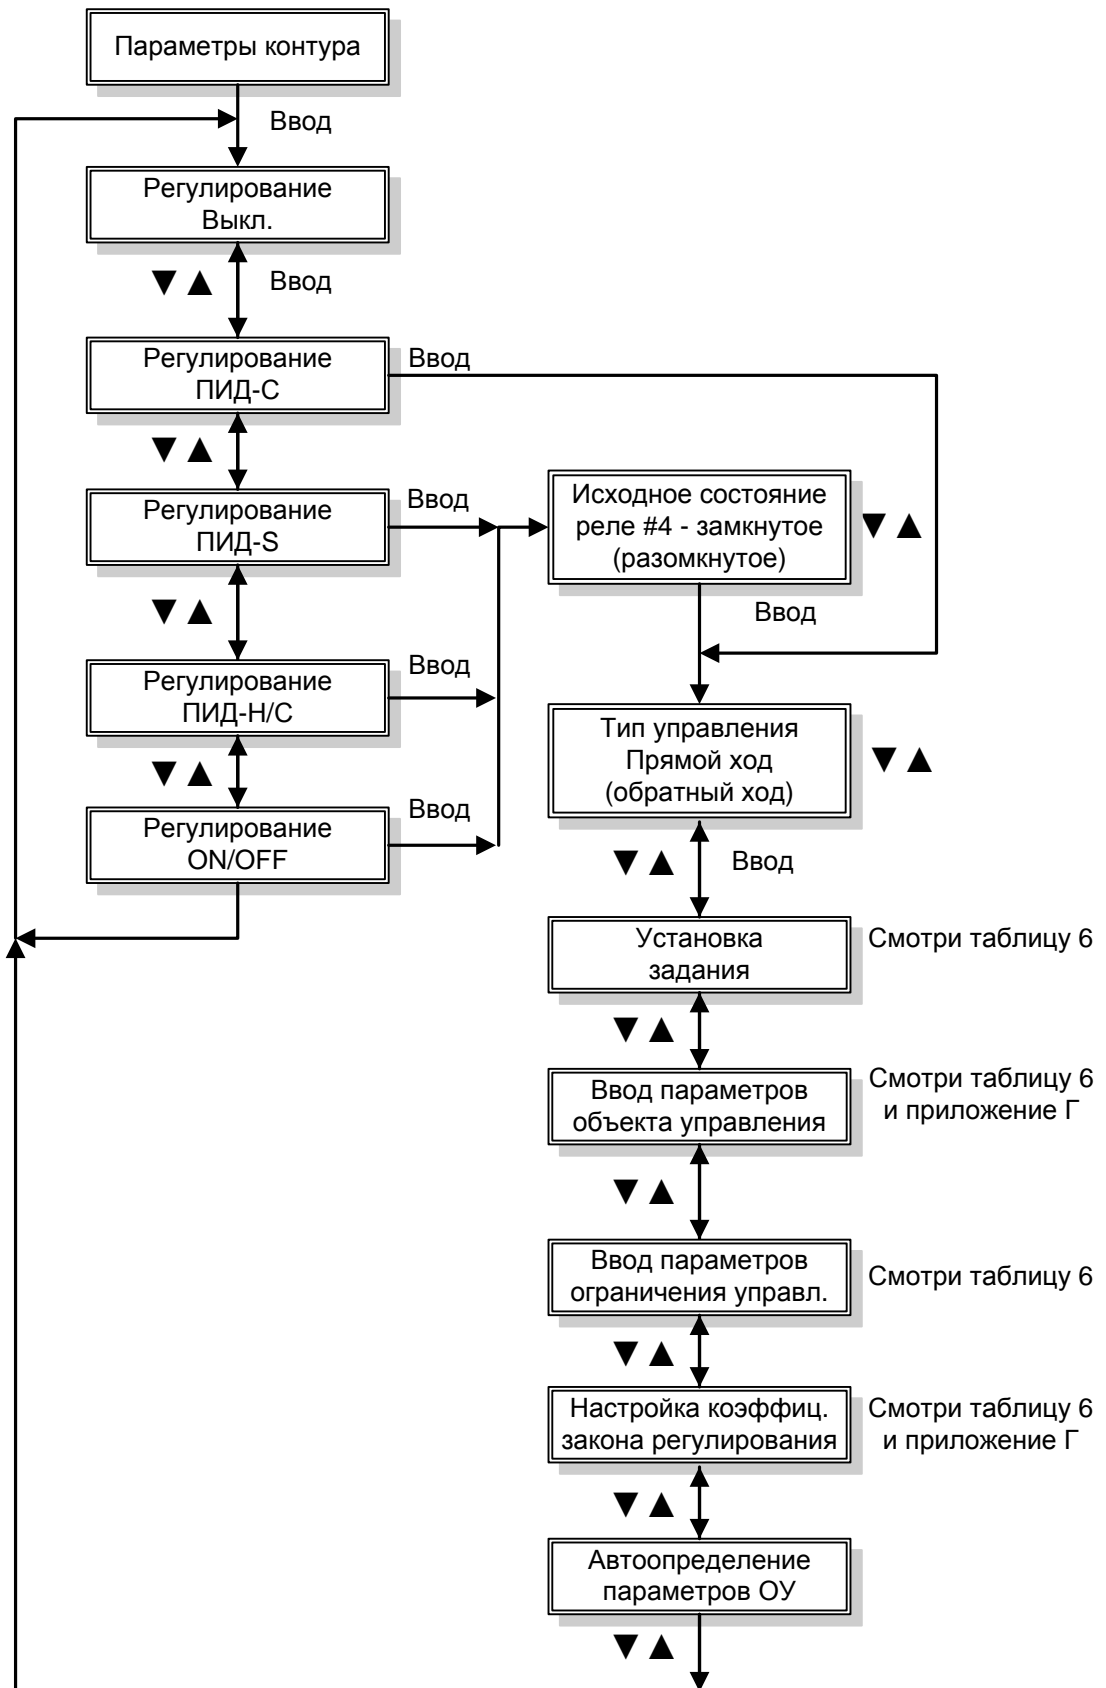 Параметры контура
Ввод
Регулирование
Выкл.
▼ ▲ Ввод
Регулирование
ПИД-С
Ввод
▼ ▲
Регулирование
ПИД-S
Ввод
▼ ▲
Регулирование
ПИД-Н/С
Ввод
▼ ▲
Регулирование
ON/OFF
Ввод
Исходное состояние
реле #4 - замкнутое
(разомкнутое)
▼ ▲
Ввод
Тип управления
Прямой ход
(обратный ход)
▼ ▲
▼ ▲ Ввод
Установка
задания
Смотри таблицу 6
▼ ▲
Ввод параметров
объекта управления
Смотри таблицу 6
и приложение Г
▼ ▲
Ввод параметров
ограничения управл.
Смотри таблицу 6
▼ ▲
Настройка коэффиц.
закона регулирования
Смотри таблицу 6
и приложение Г
▼ ▲
Автоопределение
параметров ОУ
▼ ▲